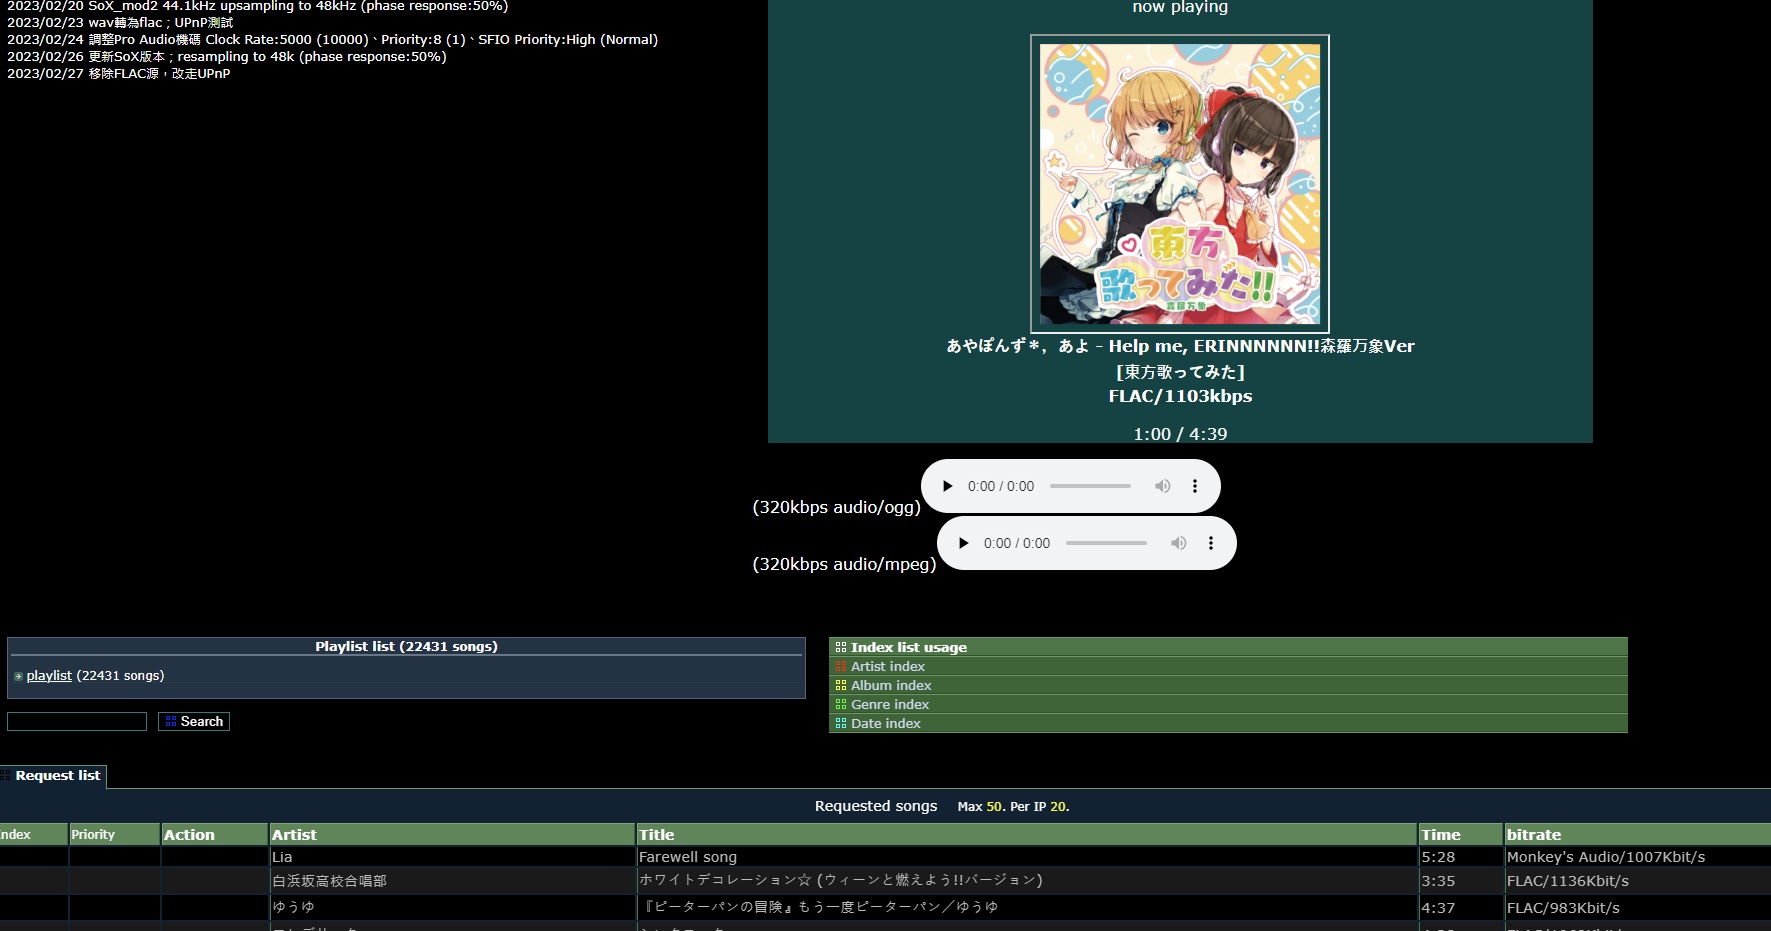 2023/02/20 SoX_mod2 44.1kHz upsampling to 48kHz (phase response:50%)
2023/02/23 wav轉為flac；UPnP測試
2023/02/24 調整Pro Audio機碼 Clock Rate:5000 (10000)、Priority:8 (1)、SFIO Priority:High (Normal)
2023/02/26 更新SoX版本；resampling to 48k (phase response:50%)
2023/02/27 移除FLAC源，改走UPnP
now playing
東方
歌ってみた!!
森羅万象
あやぽんず＊，あよ - Help me, ERINNNNNN!!森羅万象Ver
[東方歌ってみた]
FLAC/1103kbps
1:00 / 4:39
(320kbps audio/ogg) 0:00 / 0:00
(320kbps audio/mpeg) 0:00 / 0:00
Playlist list (22431 songs)
playlist (22431 songs)
Search
Index list usage
Artist index
Album index
Genre index
Date index
Request list
Requested songs Max 50. Per IP 20.
Index Priority Action Artist Title Time bitrate
Lia Farewell song 5:28 Monkey's Audio/1007Kbit/s
白浜坂高校合唱部 ホワイトデコレーション☆ (ウィーンと燃えよう!!バージョン) 3:35 FLAC/1136Kbit/s
ゆうゆ 『ピーターパンの冒険』もう一度ピーターパン／ゆうゆ 4:37 FLAC/983Kbit/s